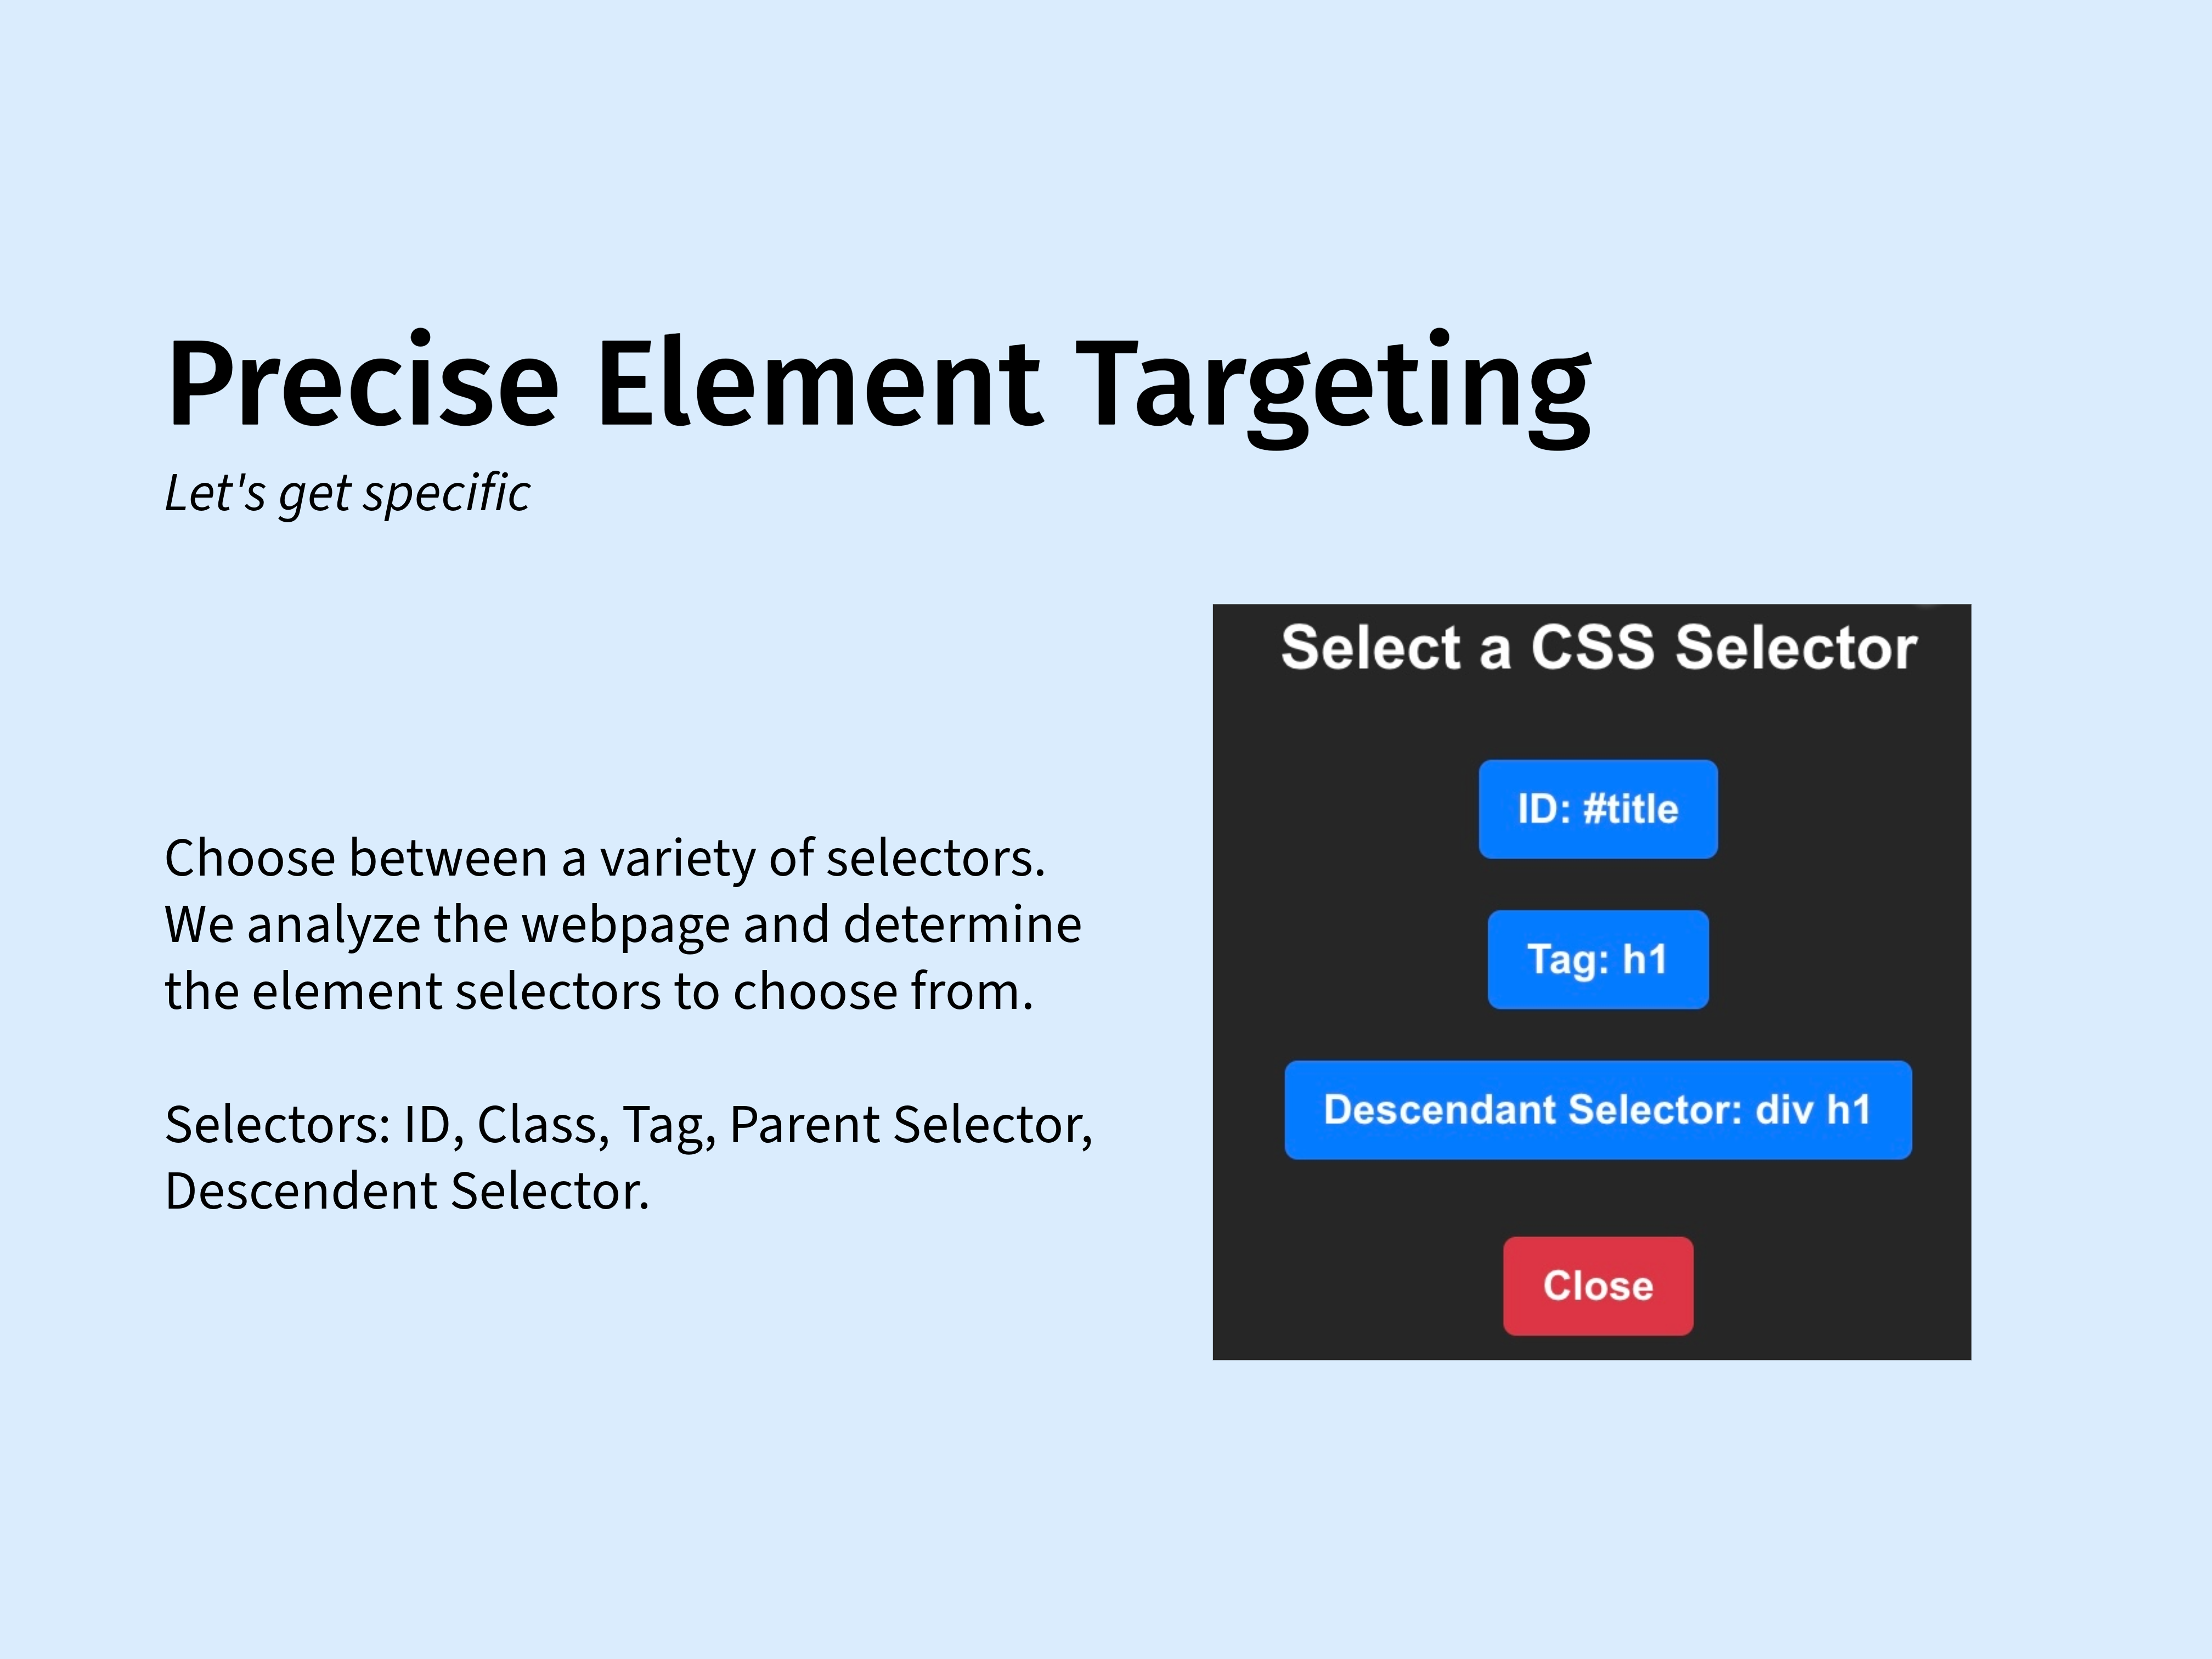 Precise Element Targeting
Let's get specific
Choose between a variety of selectors.
We analyze the webpage and determine
the element selectors to choose from.
Selectors: ID, Class, Tag, Parent Selector,
Descendent Selector.
Select a CSS Selector
ID: #title
Tag: h1
Descendant Selector: div h1
Close